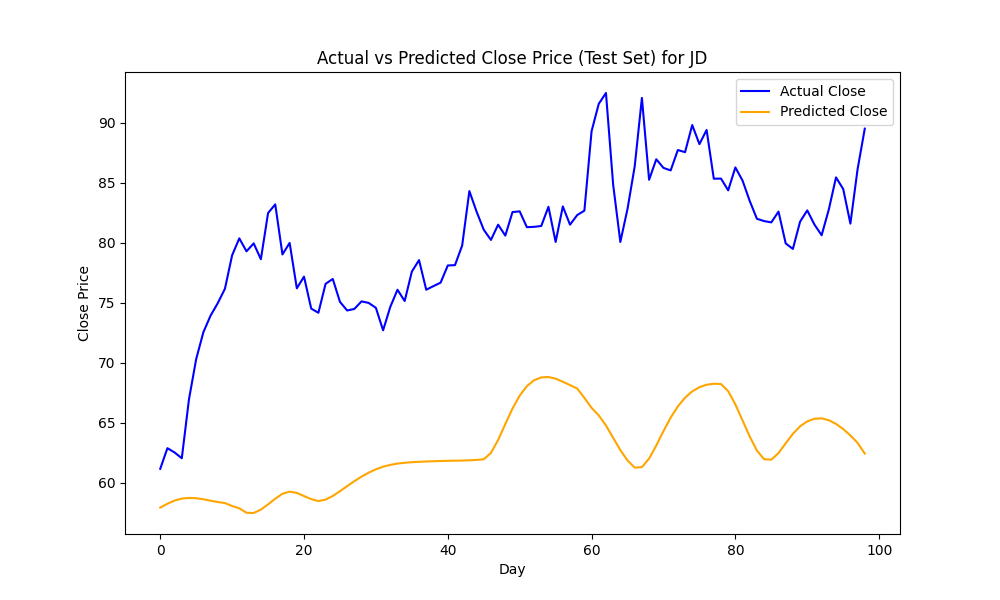 Actual vs Predicted Close Price (Test Set) for JD
Actual Close
Predicted Close
Close Price
90
85
80
75
70
65
60
0 20 40 60 80 100
Day